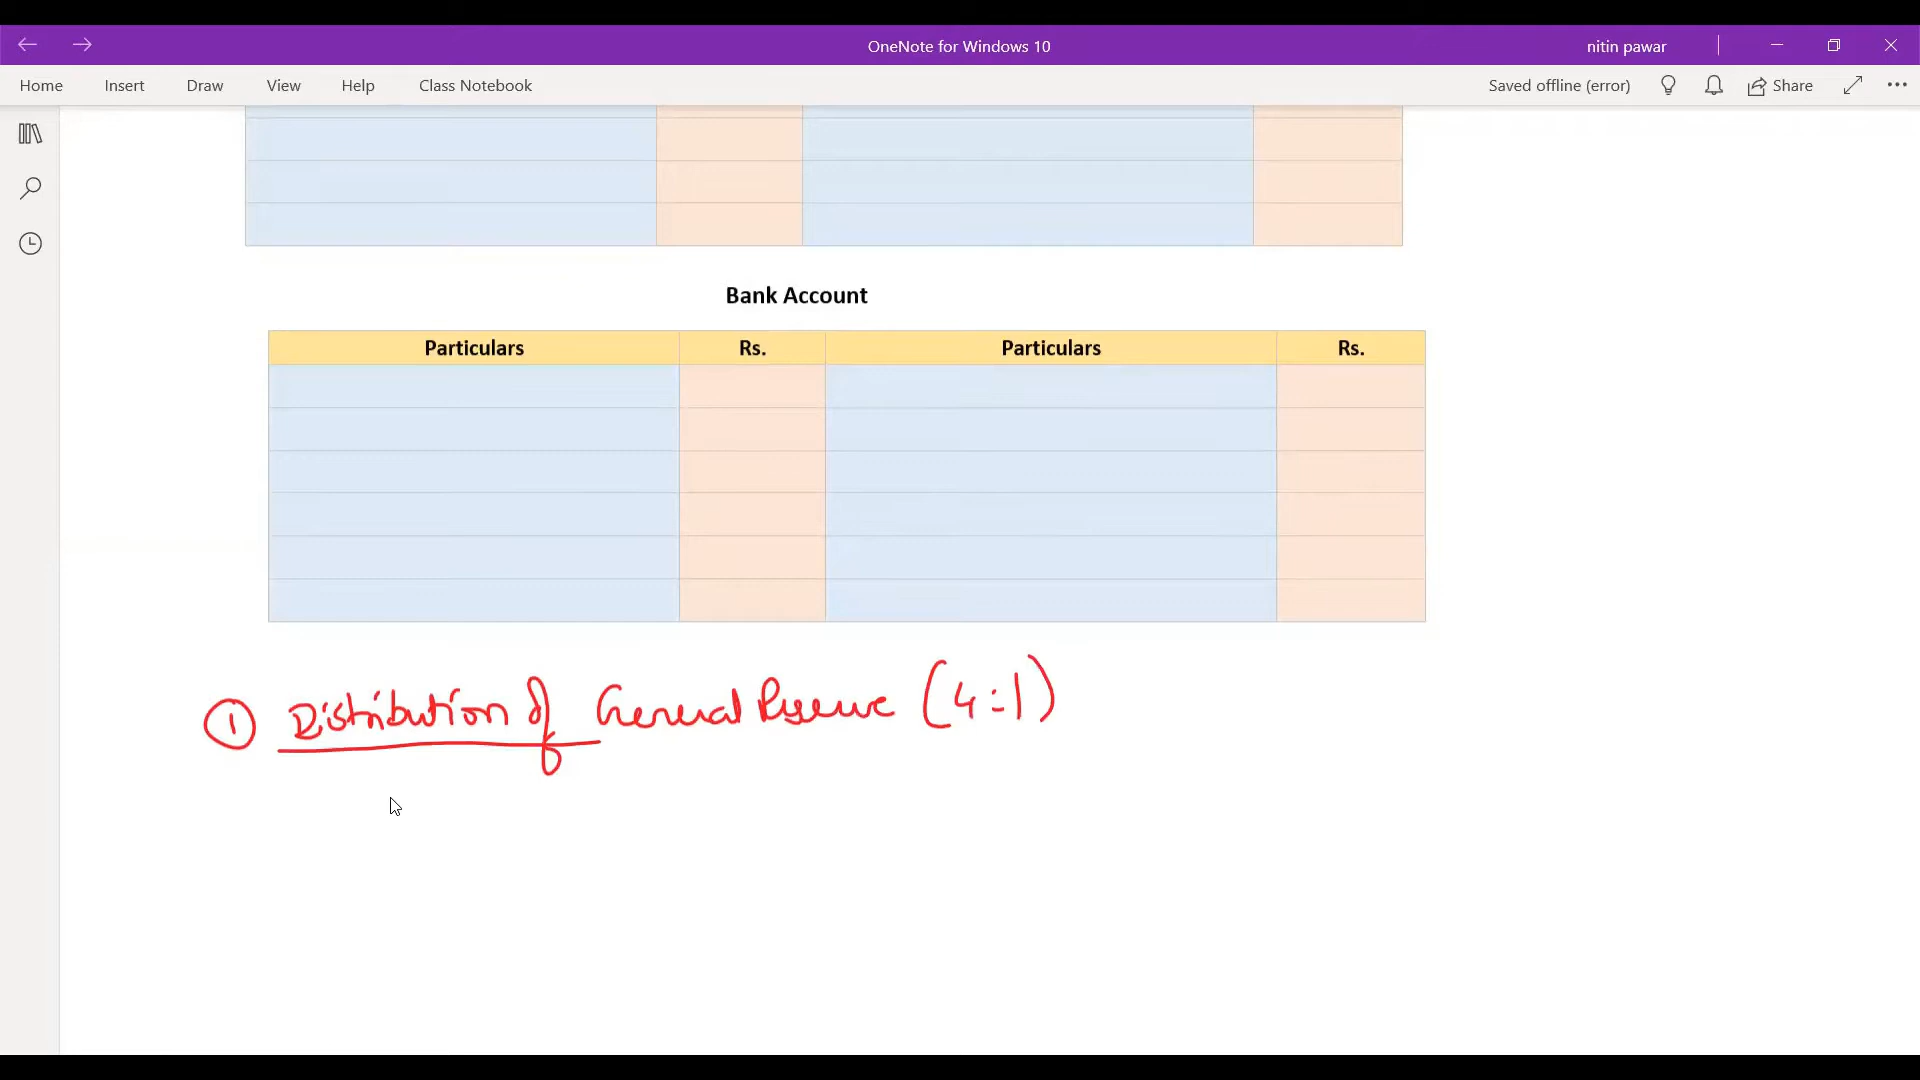 OneNote for Windows 10
nitin pawar
Home Insert Draw View Help Class Notebook
Saved offline (error) Share
Bank Account
Particulars Rs. Particulars Rs.
① Distribution of General Reserve (4:1)